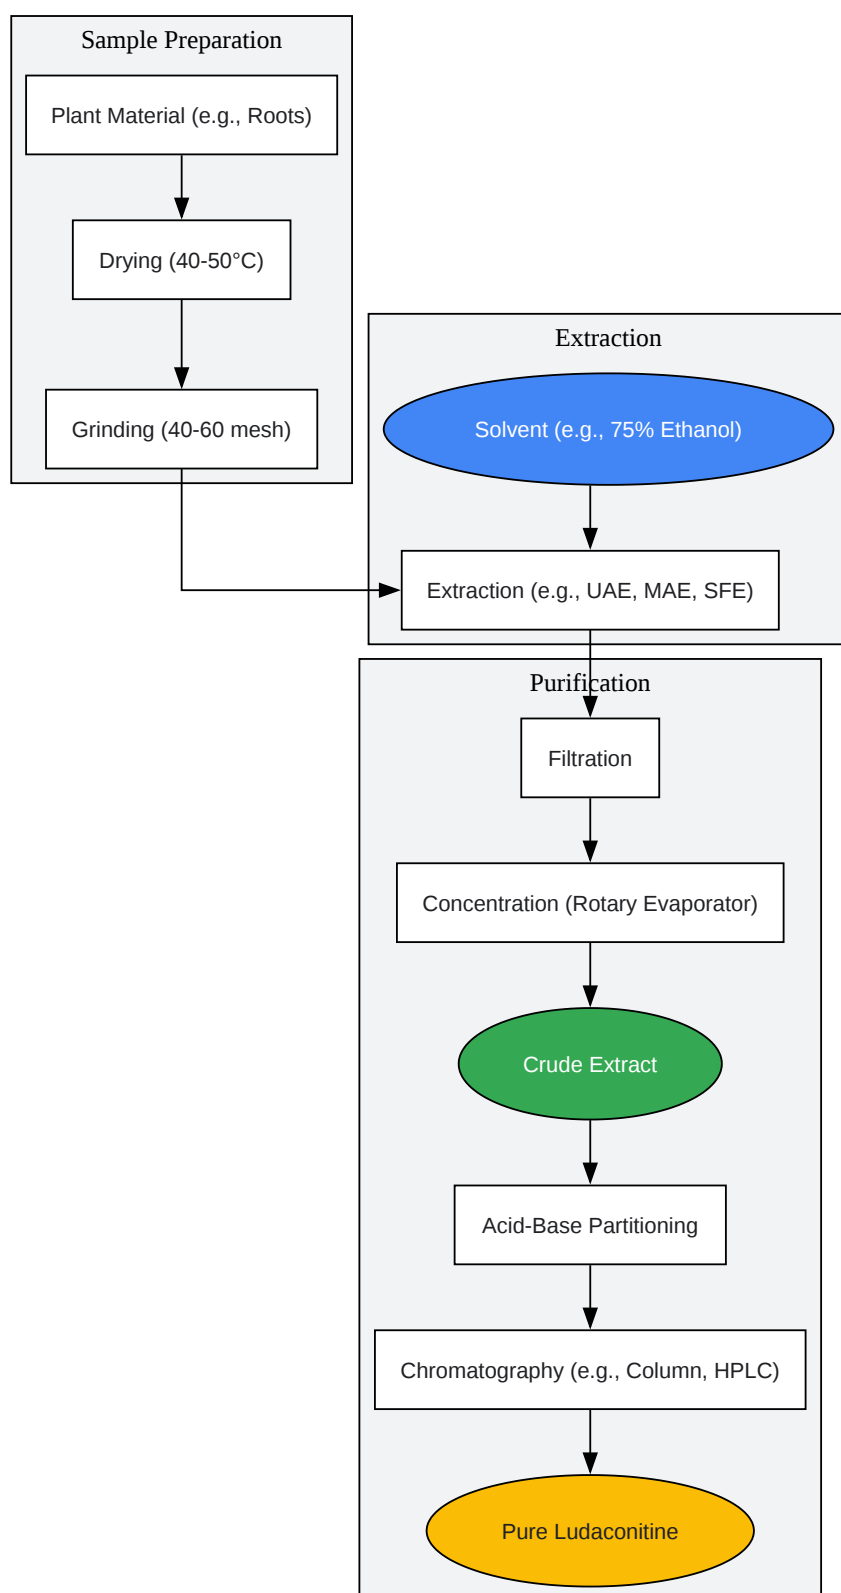 Sample Preparation
Plant Material (e.g., Roots)
Drying (40-50°C)
Grinding (40-60 mesh)
Extraction
Solvent (e.g., 75% Ethanol)
Extraction (e.g., UAE, MAE, SFE)
Purification
Filtration
Concentration (Rotary Evaporator)
Crude Extract
Acid-Base Partitioning
Chromatography (e.g., Column, HPLC)
Pure Ludaconitine